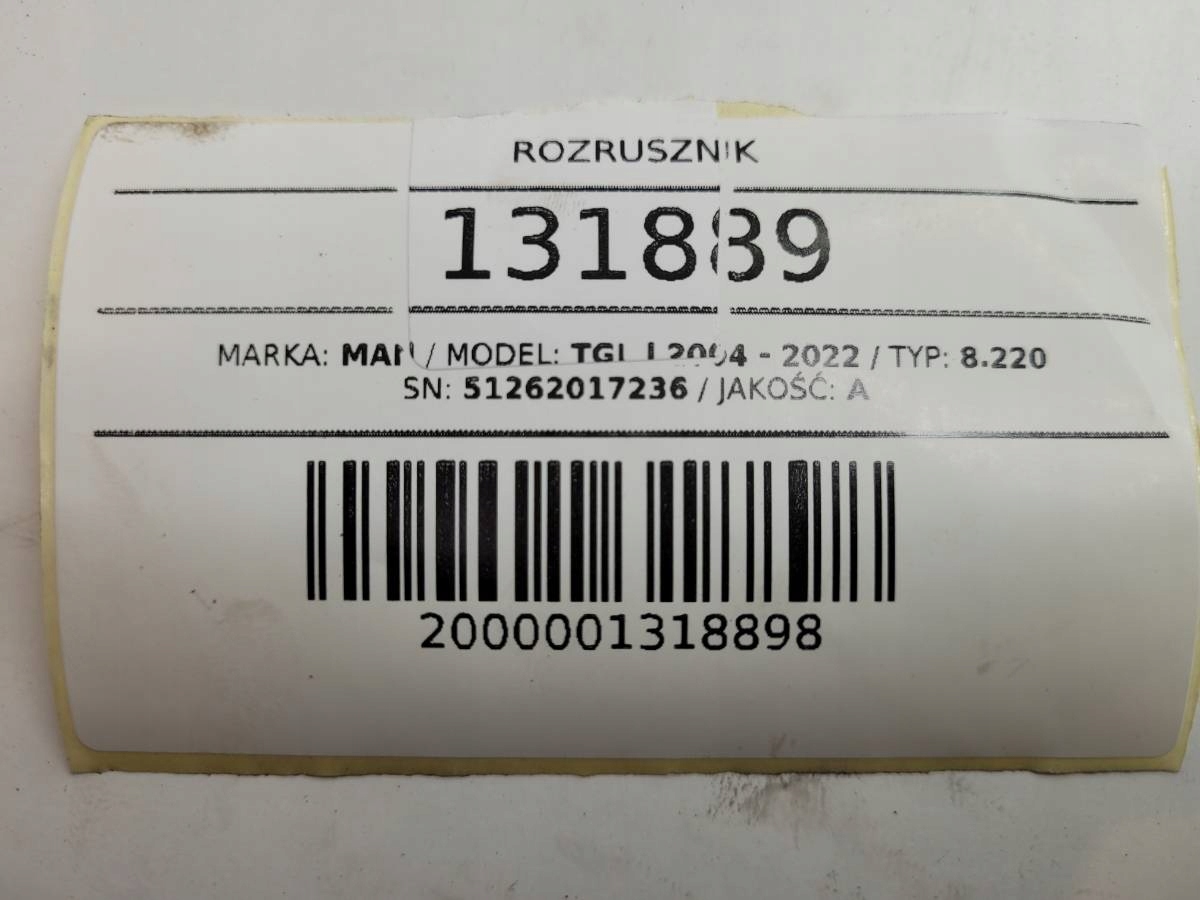 ROZRUSZNIK
131889
MARKA: MAN / MODEL: TGL I 2004 - 2022 / TYP: 8.220
SN: 51262017236 / JAKOŚĆ: A
2000001318898